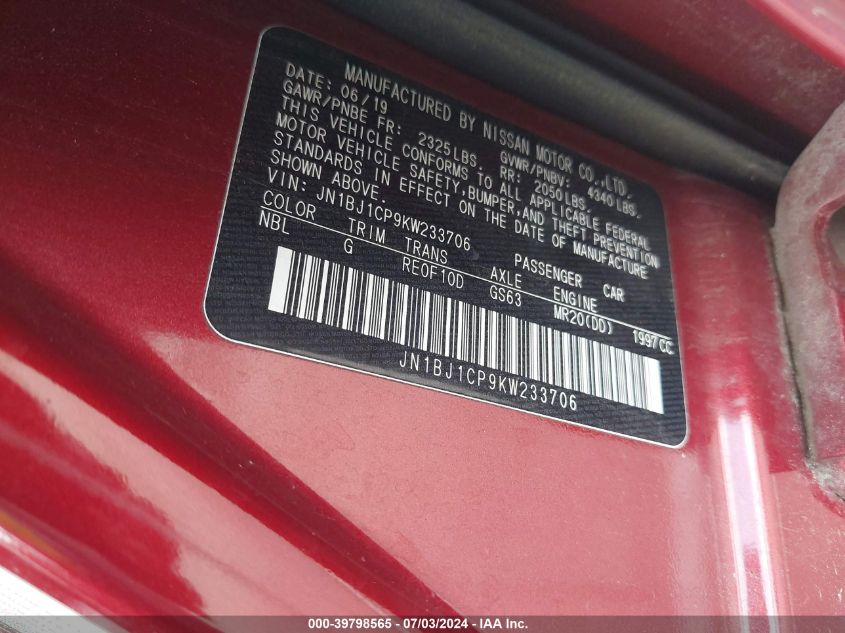 MANUFACTURED BY NISSAN MOTOR CO.,LTD.
DATE: 06/19 GVWR/PNBV: 4340LBS.
GAWR/PNBE FR: 2325LBS. RR: 2050LBS.
THIS VEHICLE CONFORMS TO ALL APPLICABLE FEDERAL
MOTOR VEHICLE SAFETY,BUMPER,AND THEFT PREVENTION
STANDARDS IN EFFECT ON THE DATE OF MANUFACTURE
SHOWN ABOVE.
VIN: JN1BJ1CP9KW233706 PASSENGER CAR
COLOR TRIM TRANS AXLE ENGINE
NBL G RE0F10D GS63 MR20(DD) 1997CC
JN1BJ1CP9KW233706
000-39798565 - 07/03/2024 - IAA Inc.